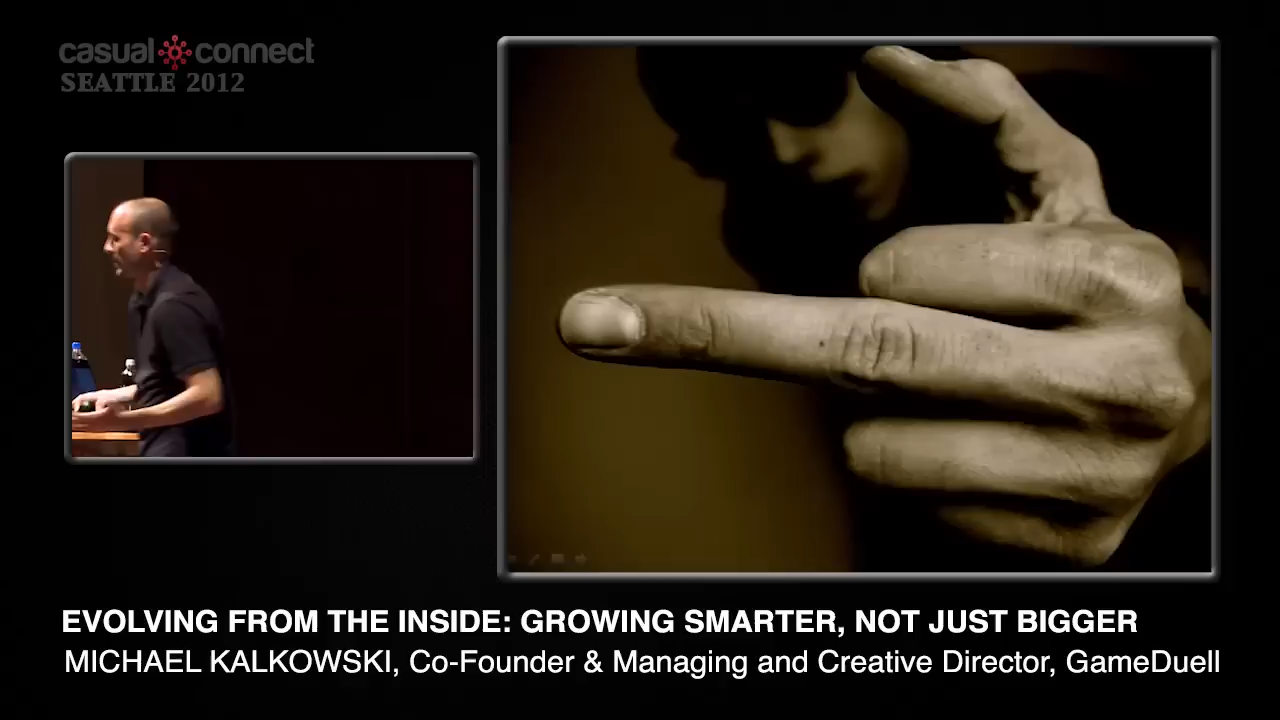 casual connect
SEATTLE 2012
EVOLVING FROM THE INSIDE: GROWING SMARTER, NOT JUST BIGGER
MICHAEL KALKOWSKI, Co-Founder & Managing and Creative Director, GameDuell